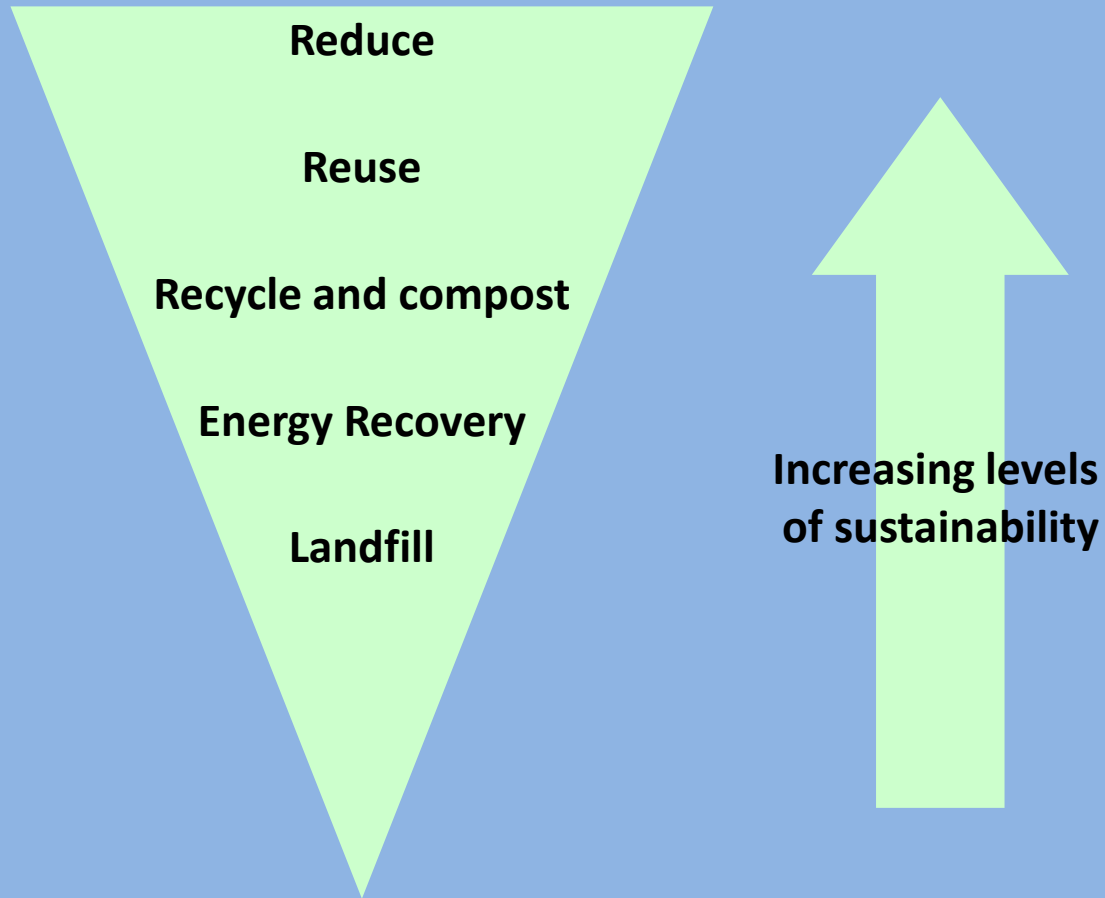 Reduce
Reuse
Recycle and compost
Energy Recovery
Landfill
Increasing levels
of sustainability